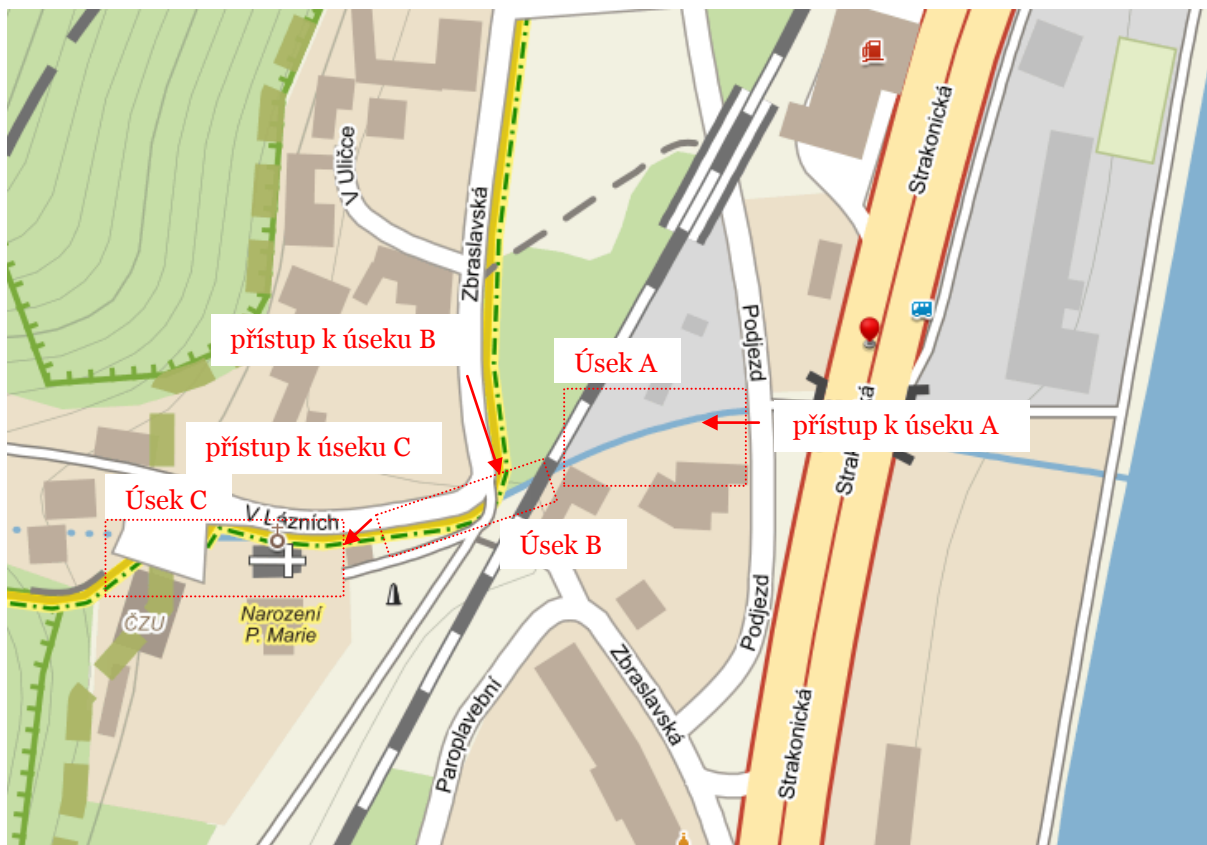 V Uličce
Zbraslavská
Strakonická
přístup k úseku B
Úsek A
Podjezd
přístup k úseku A
přístup k úseku C
Úsek C
V Lázních
Úsek B
Narození
P. Marie
ČZU
Podjezd
Paroplavební
Zbraslavská
Strakonická